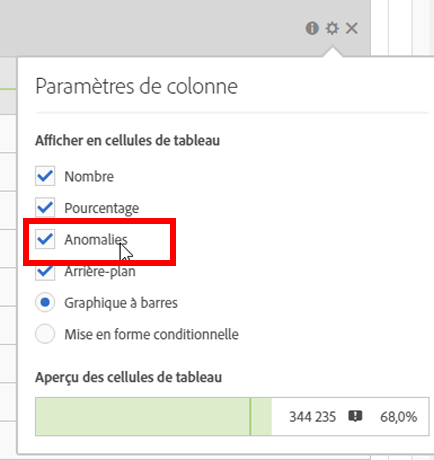 Paramètres de colonne
Afficher en cellules de tableau
Nombre
Pourcentage
Anomalies
Arrière-plan
Graphique à barres
Mise en forme conditionnelle
Aperçu des cellules de tableau
344 235 68,0%